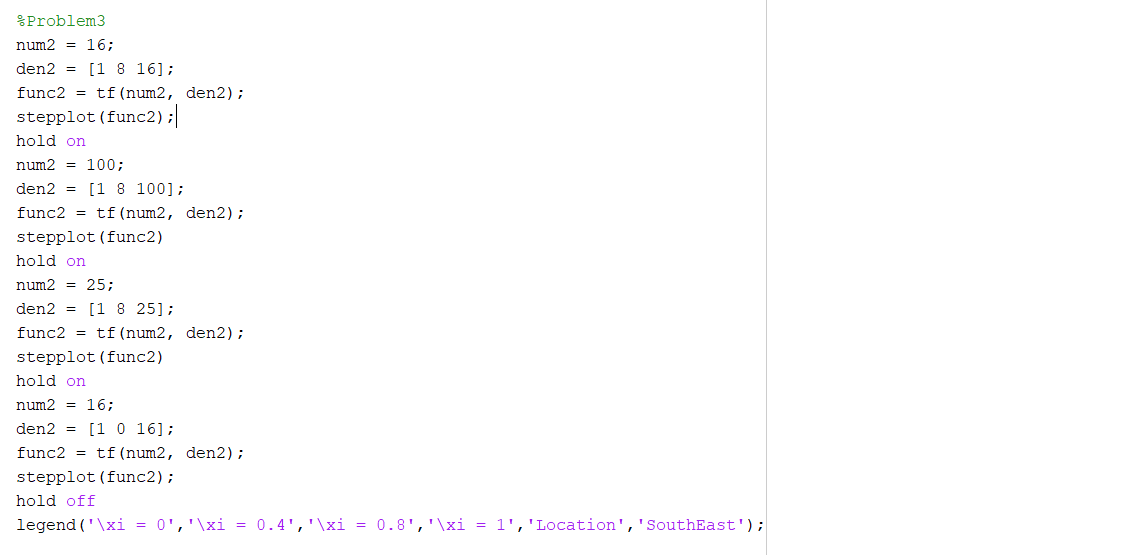 %Problem3
num2 = 16;
den2 = [1 8 16];
func2 = tf(num2, den2);
stepplot(func2);
hold on
num2 = 100;
den2 = [1 8 100];
func2 = tf(num2, den2);
stepplot(func2)
hold on
num2 = 25;
den2 = [1 8 25];
func2 = tf(num2, den2);
stepplot(func2)
hold on
num2 = 16;
den2 = [1 0 16];
func2 = tf(num2, den2);
stepplot(func2);
hold off
legend('\xi = 0','\xi = 0.4','\xi = 0.8','\xi = 1','Location','SouthEast');